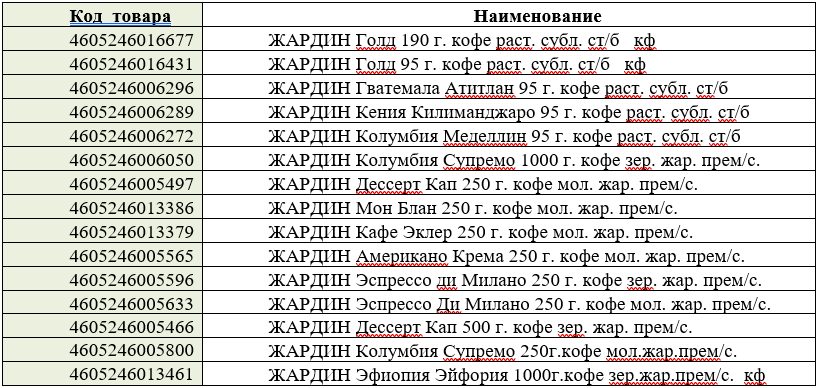 Код товара Наименование
4605246016677 ЖАРДИН Голд 190 г. кофе раст. субл. ст/б кф
4605246016431 ЖАРДИН Голд 95 г. кофе раст. субл. ст/б кф
4605246006296 ЖАРДИН Гватемала Атитлан 95 г. кофе раст. субл. ст/б
4605246006289 ЖАРДИН Кения Килиманджаро 95 г. кофе раст. субл. ст/б
4605246006272 ЖАРДИН Колумбия Меделлин 95 г. кофе раст. субл. ст/б
4605246006050 ЖАРДИН Колумбия Супремо 1000 г. кофе зер. жар. прем/с.
4605246005497 ЖАРДИН Дессерт Кап 250 г. кофе мол. жар. прем/с.
4605246013386 ЖАРДИН Мон Блан 250 г. кофе мол. жар. прем/с.
4605246013379 ЖАРДИН Кафе Эклер 250 г. кофе мол. жар. прем/с.
4605246005565 ЖАРДИН Американо Крема 250 г. кофе мол. жар. прем/с.
4605246005596 ЖАРДИН Эспрессо ди Милано 250 г. кофе зер. жар. прем/с.
4605246005633 ЖАРДИН Эспрессо Ди Милано 250 г. кофе мол. жар. прем/с.
4605246005466 ЖАРДИН Дессерт Кап 500 г. кофе зер. жар. прем/с.
4605246005800 ЖАРДИН Колумбия Супремо 250г.кофе мол.жар.прем/с.
4605246013461 ЖАРДИН Эфиопия Эйфория 1000г.кофе зер.жар.прем/с. кф